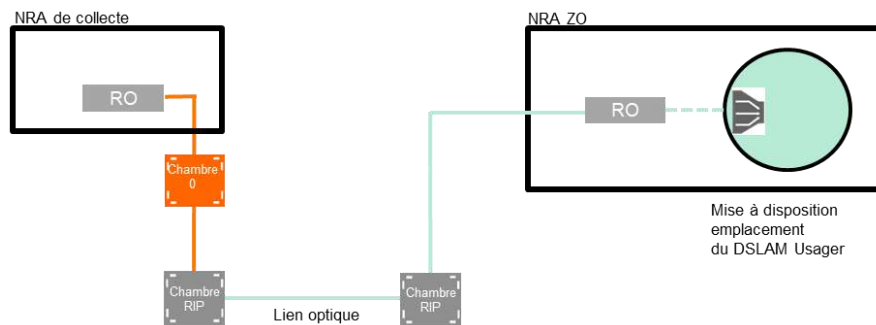 NRA de collecte
NRA ZO
RO
RO
Chambre
0
Mise à disposition
emplacement
du DSLAM Usager
Chambre
RIP
Chambre
RIP
Lien optique